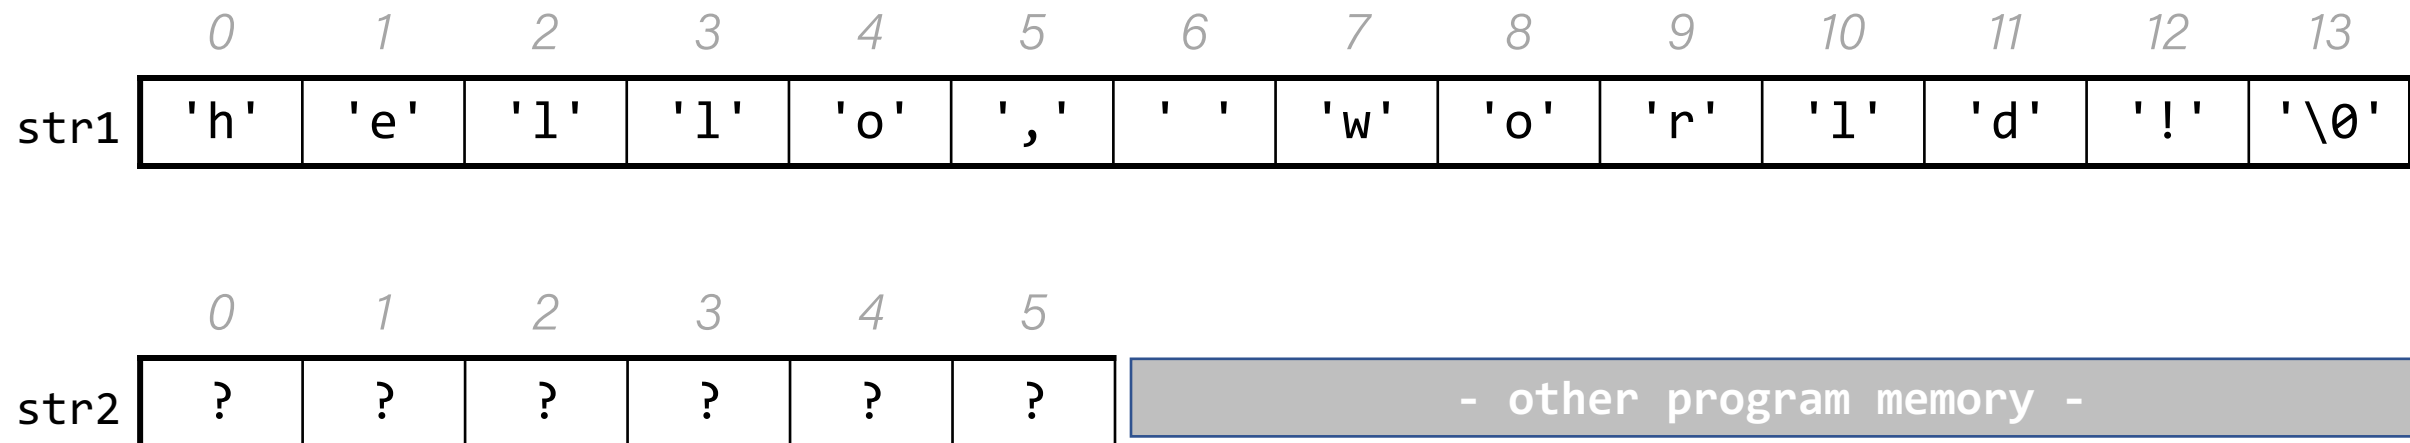 0 1 2 3 4 5 6 7 8 9 10 11 12 13
str1 'h' 'e' 'l' 'l' 'o' ',' ' ' 'w' 'o' 'r' 'l' 'd' '!' '\0'
0 1 2 3 4 5
str2 ? ? ? ? ? ? - other program memory -